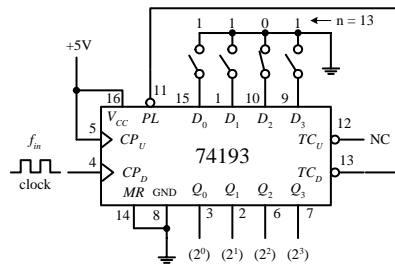 1 1 0 1 n = 13
+5V
11
16 15 1 10 9
V_CC PL D_0 D_1 D_2 D_3
5 CP_U TC_U 12 NC
f_in
74193
4 CP_D TC_D 13
clock
MR GND Q_0 Q_1 Q_2 Q_3
14 8 3 2 6 7
(2^0) (2^1) (2^2) (2^3)